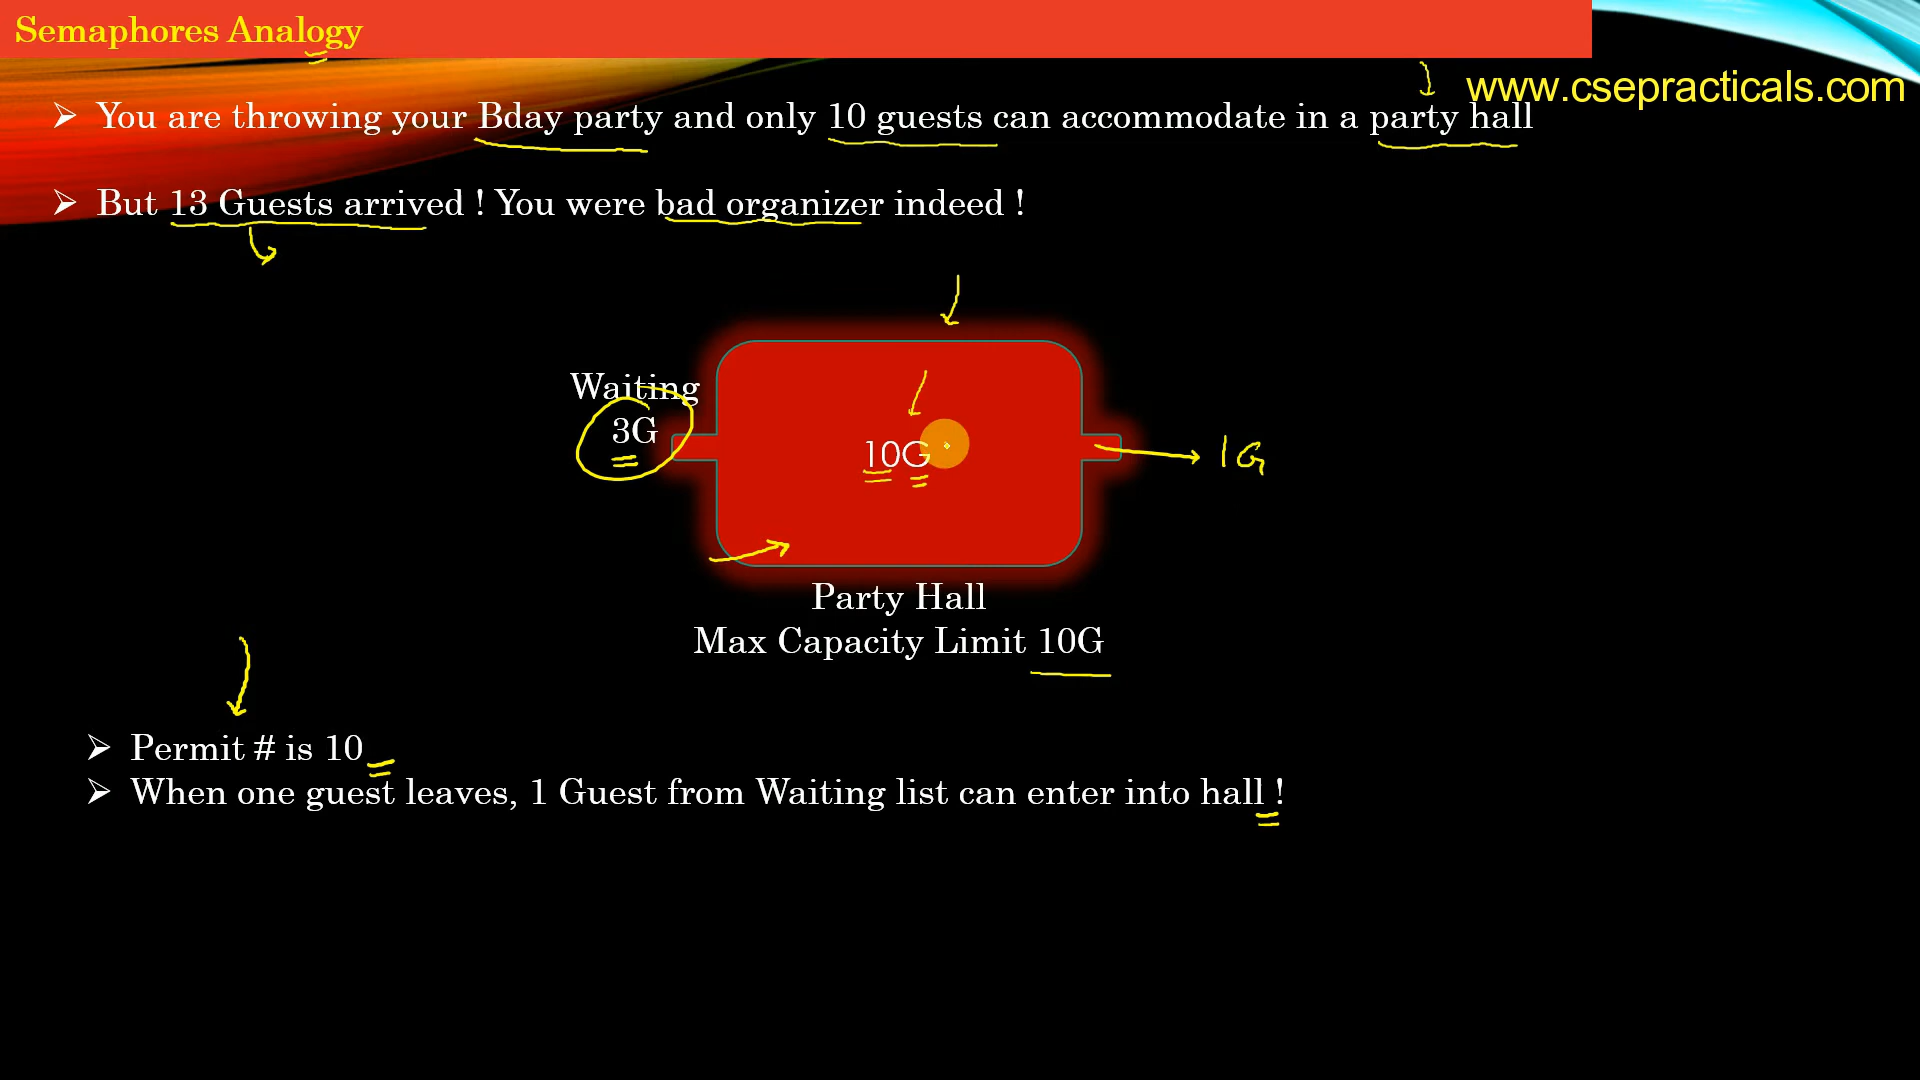 Semaphores Analogy
www.csepracticals.com
➢ You are throwing your Bday party and only 10 guests can accommodate in a party hall
➢ But 13 Guests arrived ! You were bad organizer indeed !
Waiting
3G
10G
1G
Party Hall
Max Capacity Limit 10G
➢ Permit # is 10
➢ When one guest leaves, 1 Guest from Waiting list can enter into hall !